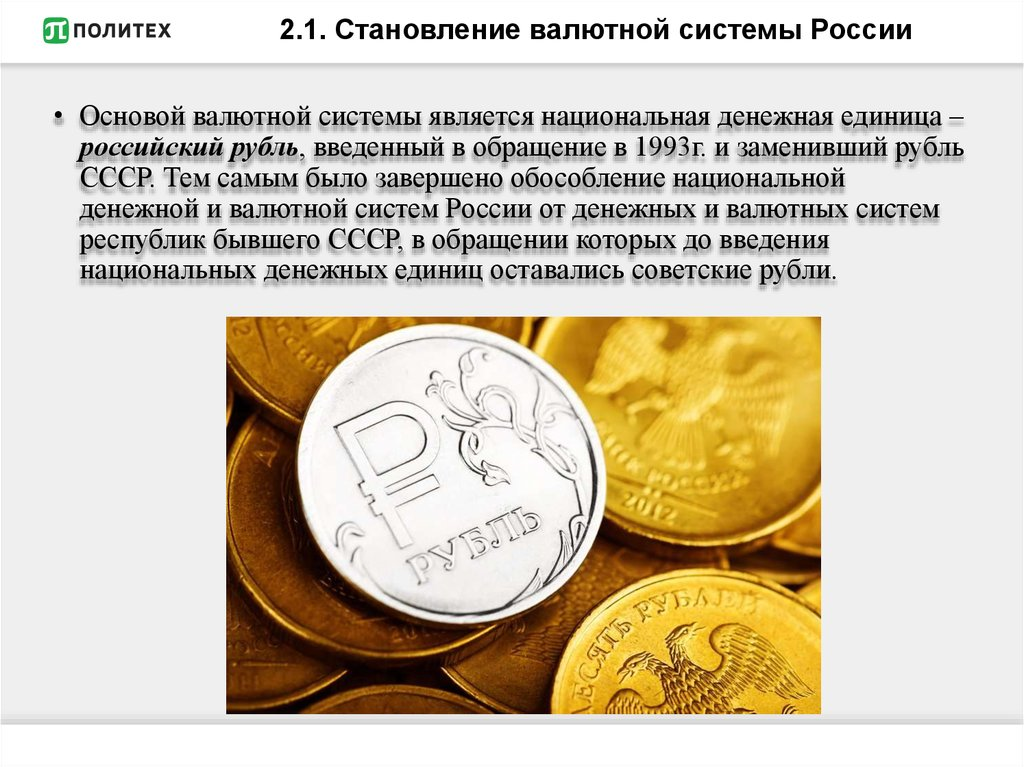 ПОЛИТЕХ
2.1. Становление валютной системы России
• Основой валютной системы является национальная денежная единица –
российский рубль, введенный в обращение в 1993г. и заменивший рубль
СССР. Тем самым было завершено обособление национальной
денежной и валютной систем России от денежных и валютных систем
республик бывшего СССР, в обращении которых до введения
национальных денежных единиц оставались советские рубли.
РУБЛЬ
БАНК РОССИИ
2012
ДЕСЯТЬ РУБЛЕЙ